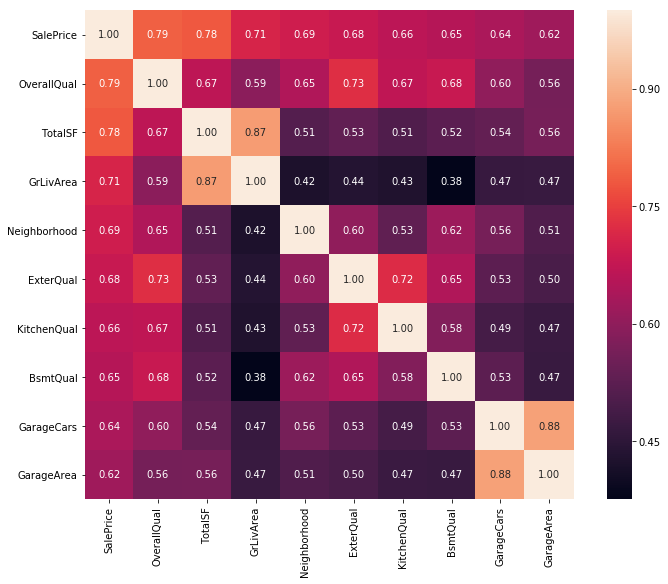 SalePrice 1.00 0.79 0.78 0.71 0.69 0.68 0.66 0.65 0.64 0.62
OverallQual 0.79 1.00 0.67 0.59 0.65 0.73 0.67 0.68 0.60 0.56
TotalSF 0.78 0.67 1.00 0.87 0.51 0.53 0.51 0.52 0.54 0.56
GrLivArea 0.71 0.59 0.87 1.00 0.42 0.44 0.43 0.38 0.47 0.47
Neighborhood 0.69 0.65 0.51 0.42 1.00 0.60 0.53 0.62 0.56 0.51
ExterQual 0.68 0.73 0.53 0.44 0.60 1.00 0.72 0.65 0.53 0.50
KitchenQual 0.66 0.67 0.51 0.43 0.53 0.72 1.00 0.58 0.49 0.47
BsmtQual 0.65 0.68 0.52 0.38 0.62 0.65 0.58 1.00 0.53 0.47
GarageCars 0.64 0.60 0.54 0.47 0.56 0.53 0.49 0.53 1.00 0.88
GarageArea 0.62 0.56 0.56 0.47 0.51 0.50 0.47 0.47 0.88 1.00
SalePrice
OverallQual
TotalSF
GrLivArea
Neighborhood
ExterQual
KitchenQual
BsmtQual
GarageCars
GarageArea
0.90
0.75
0.60
0.45